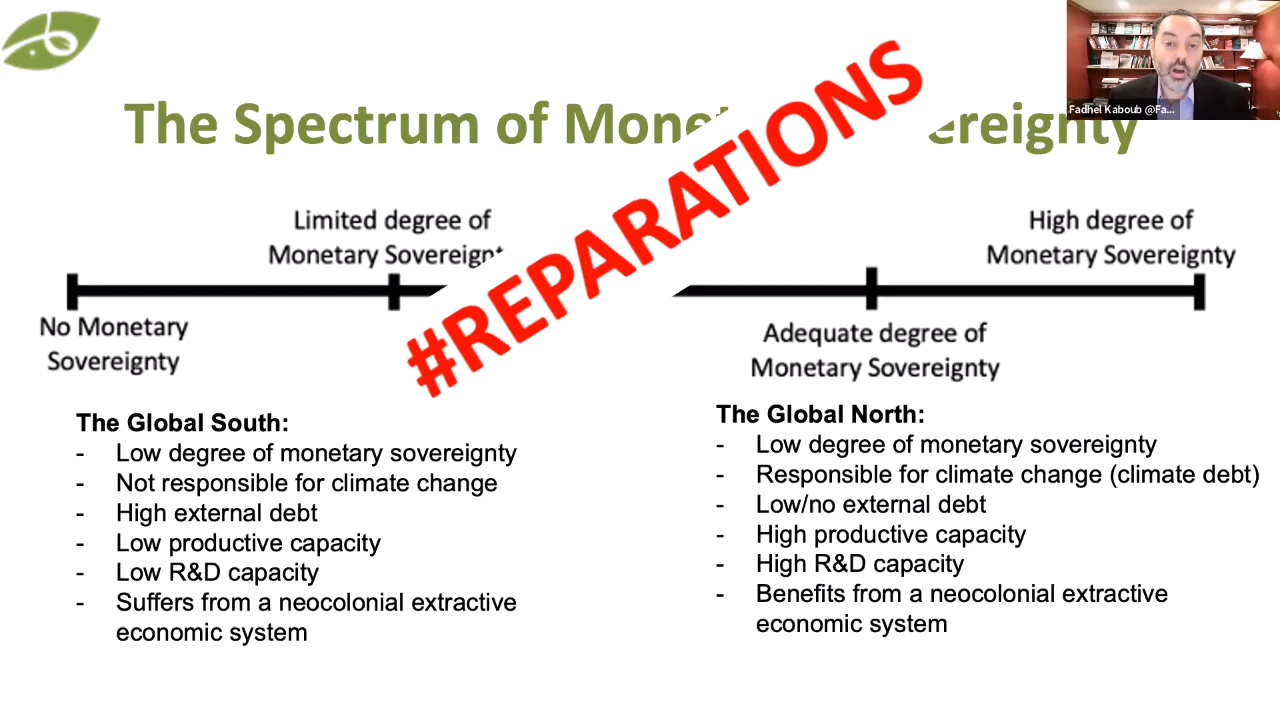 The Spectrum of Mone ereignty
#REPARATIONS
Fadhel Kaboub @Fa...
Limited degree of
Monetary Sovereignt
High degree of
Monetary Sovereignty
No Monetary
Sovereignty
Adequate degree of
Monetary Sovereignty
The Global South:
- Low degree of monetary sovereignty
- Not responsible for climate change
- High external debt
- Low productive capacity
- Low R&D capacity
- Suffers from a neocolonial extractive
economic system
The Global North:
- Low degree of monetary sovereignty
- Responsible for climate change (climate debt)
- Low/no external debt
- High productive capacity
- High R&D capacity
- Benefits from a neocolonial extractive
economic system